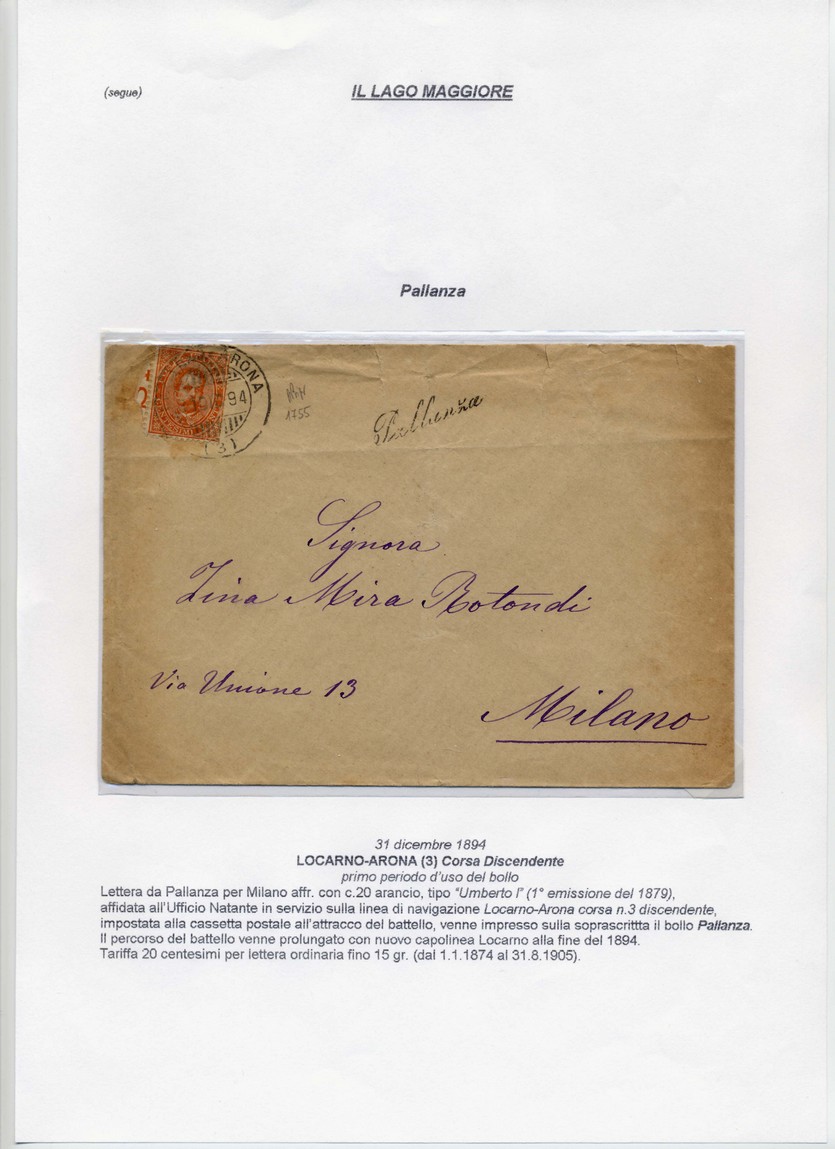 (segue)
IL LAGO MAGGIORE
Pallanza
ARONA
94
(3)
1755
Pallanza
Signora
Zina Mira Rotondi
Via Unione 13
Milano
31 dicembre 1894
LOCARNO-ARONA (3) Corsa Discendente
primo periodo d'uso del bollo
Lettera da Pallanza per Milano affr. con c.20 arancio, tipo “Umberto I” (1° emissione del 1879),
affidata all'Ufficio Natante in servizio sulla linea di navigazione Locarno-Arona corsa n.3 discendente,
impostata alla cassetta postale all'attracco del battello, venne impresso sulla soprascrittta il bollo Pallanza.
Il percorso del battello venne prolungato con nuovo capolinea Locarno alla fine del 1894.
Tariffa 20 centesimi per lettera ordinaria fino 15 gr. (dal 1.1.1874 al 31.8.1905).